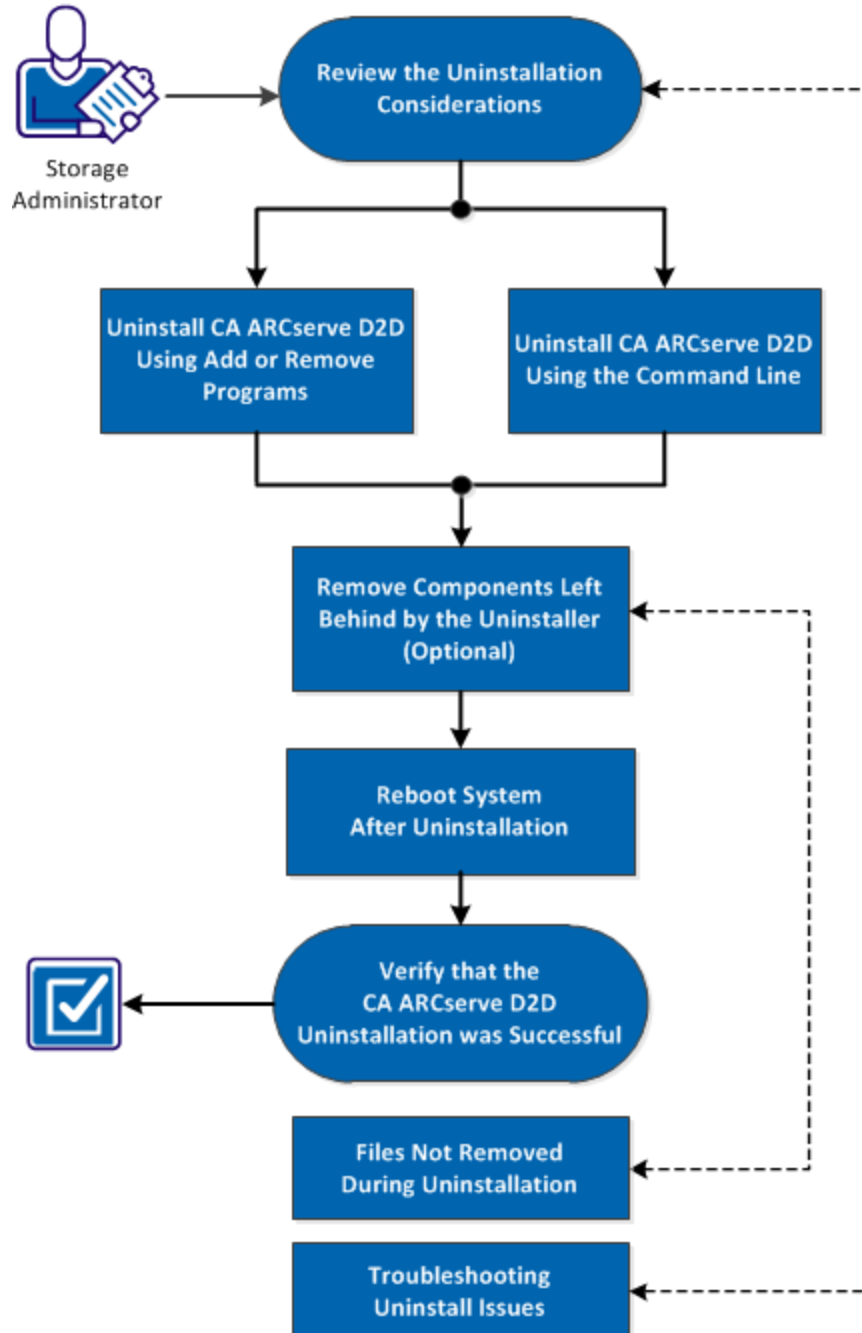 Review the Uninstallation
Considerations
Storage
Administrator
Uninstall CA ARCserve D2D
Using Add or Remove
Programs
Uninstall CA ARCserve D2D
Using the Command Line
Remove Components Left
Behind by the Uninstaller
(Optional)
Reboot System
After Uninstallation
Verify that the
CA ARCserve D2D
Uninstallation was Successful
Files Not Removed
During Uninstallation
Troubleshooting
Uninstall Issues